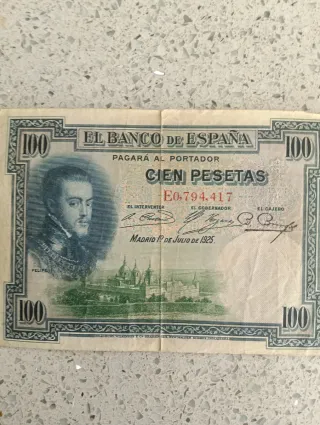 100 100
EL BANCO DE ESPAÑA
PAGARÁ AL PORTADOR
CIEN PESETAS
E0,794,417
EL INTERVENTOR EL GOBERNADOR EL CAJERO
MADRID 1º DE JULIO DE 1925
FELIPE
100 100